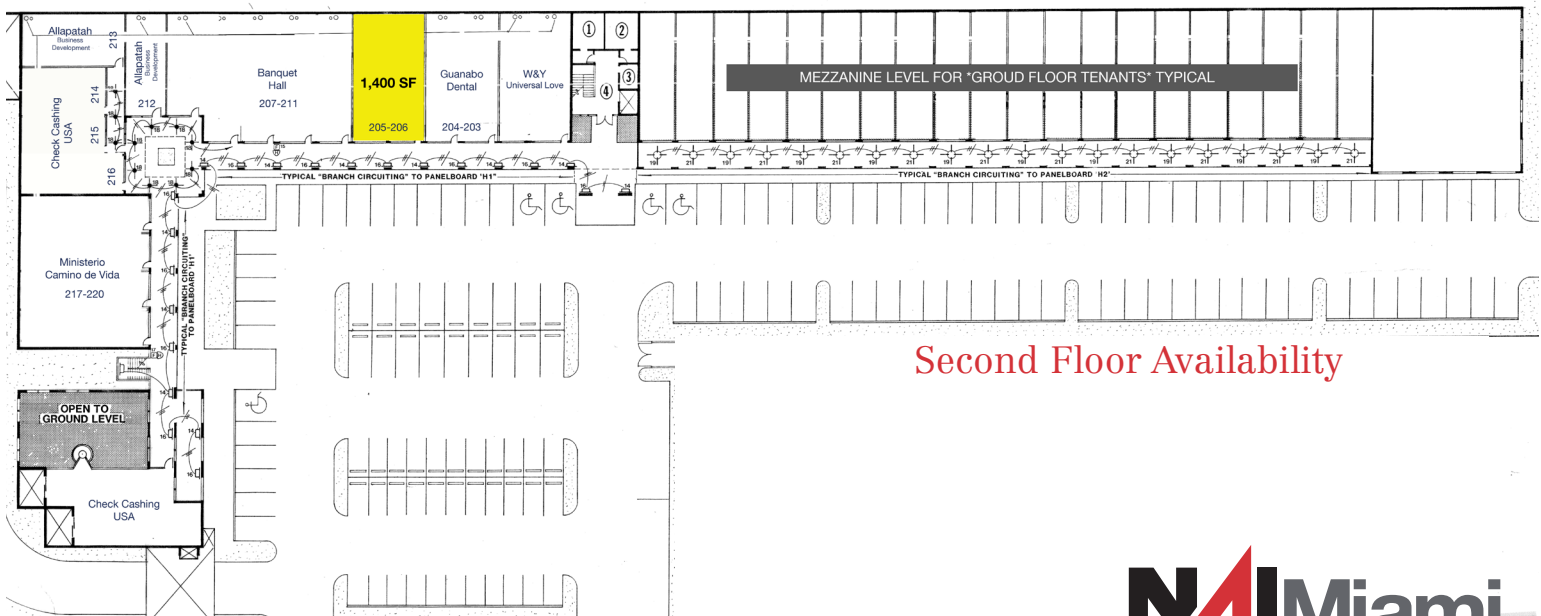 Allapatah
Business
Development
213
Allapatah
Business
Development
212
Check Cashing
USA
214
215
216
Banquet
Hall
207-211
1,400 SF
205-206
Guanabo
Dental
204-203
W&Y
Universal Love
1
2
3
4
MEZZANINE LEVEL FOR *GROUD FLOOR TENANTS* TYPICAL
TYPICAL "BRANCH CIRCUITING" TO PANELBOARD 'H1"
TYPICAL "BRANCH CIRCUITING" TO PANELBOARD 'H2'
TYPICAL "BRANCH CIRCUITING"
TO PANELBOARD 'H1'
Ministerio
Camino de Vida
217-220
Second Floor Availability
OPEN TO
GROUND LEVEL
Check Cashing
USA
NAI Miami